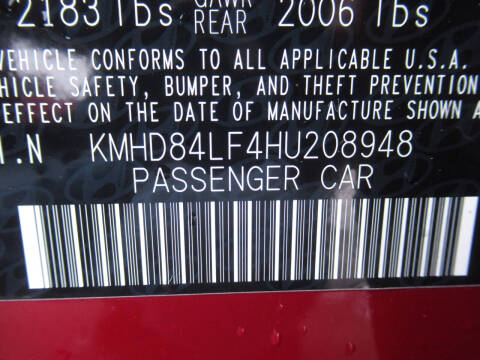 2183 lbs GAWR REAR 2006 lbs
VEHICLE CONFORMS TO ALL APPLICABLE U.S.A.
HICLE SAFETY, BUMPER, AND THEFT PREVENTION
EFFECT ON THE DATE OF MANUFACTURE SHOWN A
I.N KMHD84LF4HU208948
PASSENGER CAR